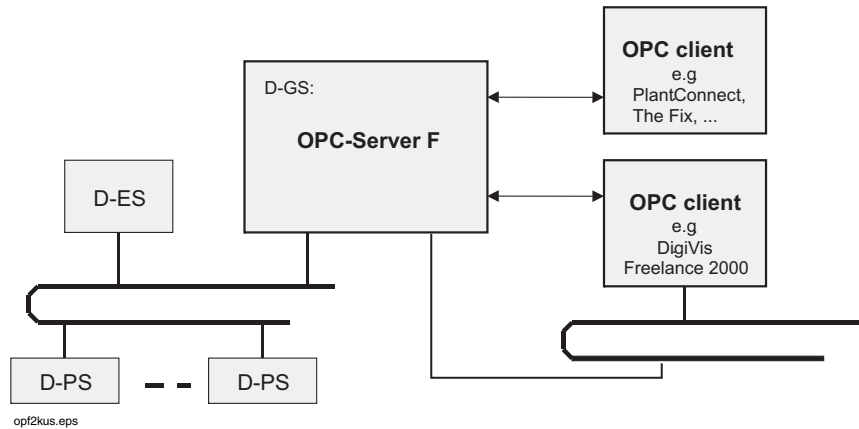 OPC client
e.g
PlantConnect,
The Fix, ...
D-GS:
OPC-Server F
D-ES
OPC client
e.g
DigiVis
Freelance 2000
D-PS
D-PS
opf2kus.eps